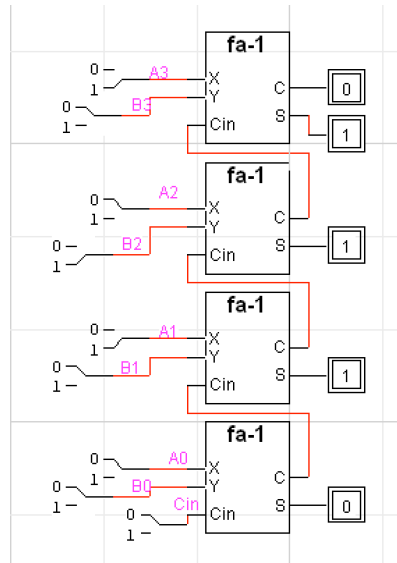 fa-1
0 A3 X
1 C 0
0 B3 Y
1 Cin S 1
fa-1
0 A2 X
1 C
0 B2 Y
1 Cin S 1
fa-1
0 A1 X
1 C
0 B1 Y
1 Cin S 1
fa-1
0 A0 X
1 C
0 B0 Y
1 Cin
0 Cin S 0
1